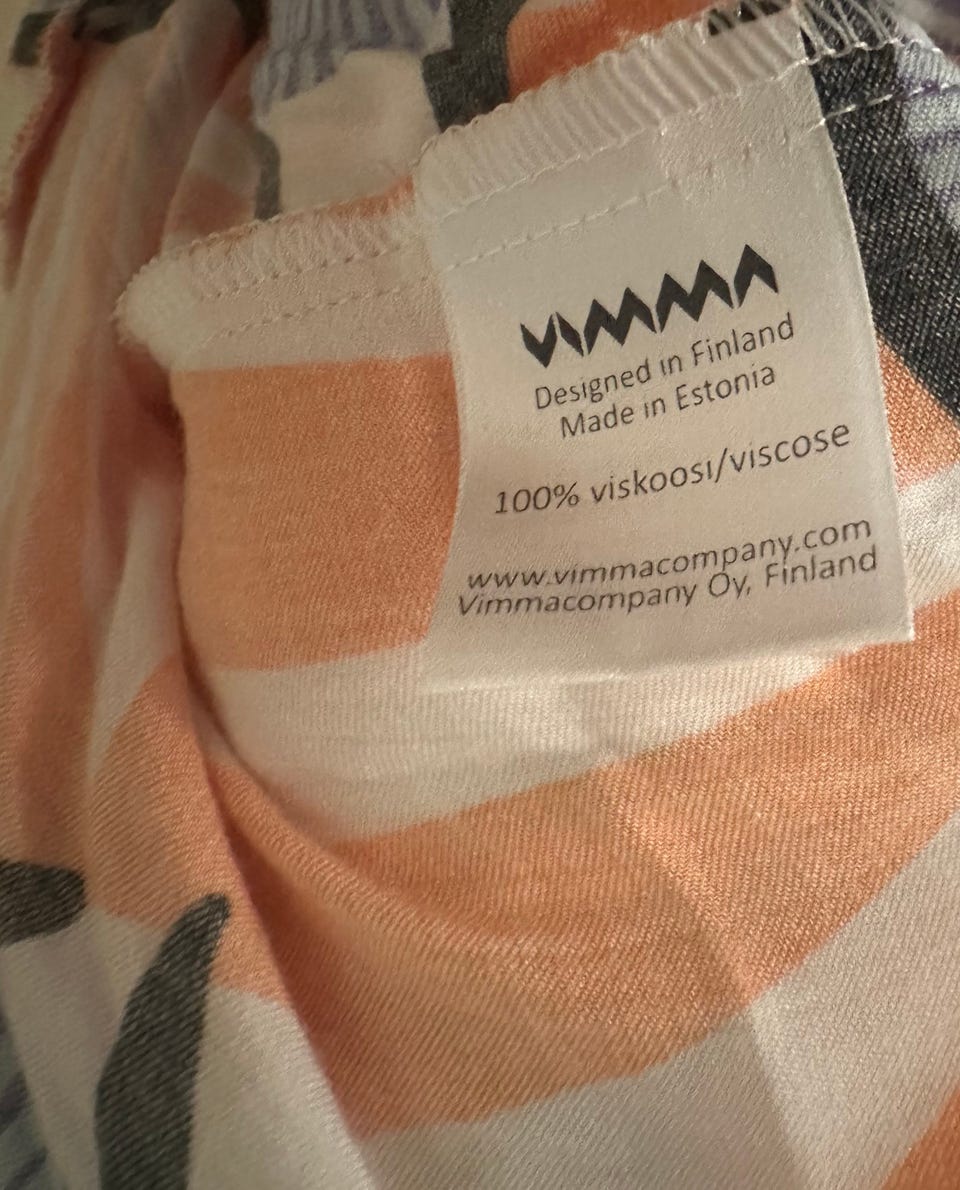 VIMMA
Designed in Finland
Made in Estonia
100% viskoosi/viscose
www.vimmacompany.com
Vimmacompany Oy, Finland